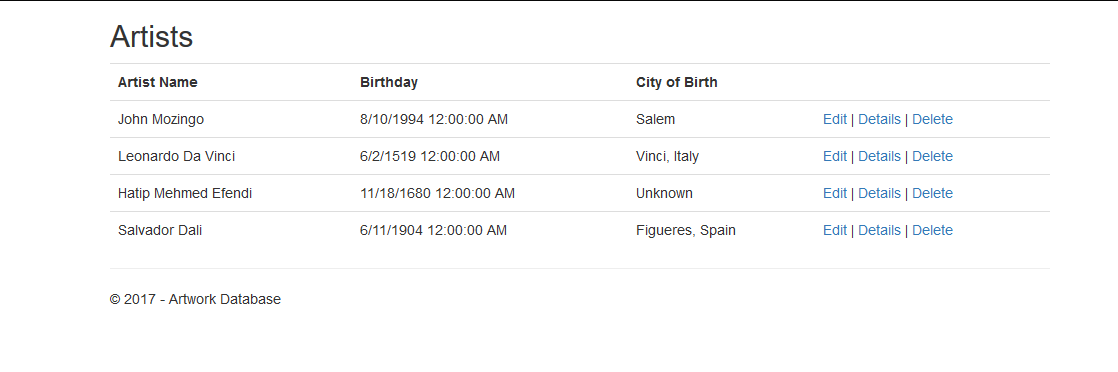 Artists
Artist Name Birthday City of Birth
John Mozingo 8/10/1994 12:00:00 AM Salem Edit | Details | Delete
Leonardo Da Vinci 6/2/1519 12:00:00 AM Vinci, Italy Edit | Details | Delete
Hatip Mehmed Efendi 11/18/1680 12:00:00 AM Unknown Edit | Details | Delete
Salvador Dali 6/11/1904 12:00:00 AM Figueres, Spain Edit | Details | Delete
© 2017 - Artwork Database